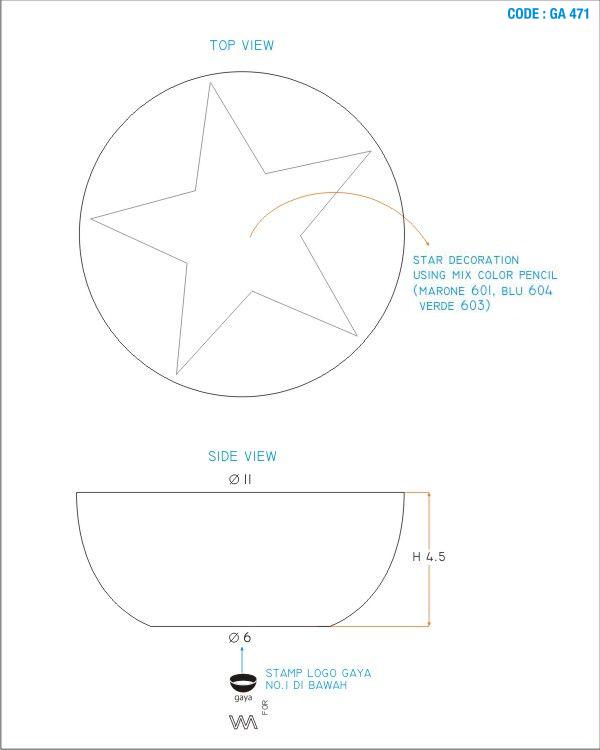 CODE : GA 471
TOP VIEW
STAR DECORATION
USING MIX COLOR PENCIL
(MARONE 601, BLU 604
VERDE 603)
SIDE VIEW
Ø 11
H 4.5
Ø 6
STAMP LOGO GAYA
NO.1 DI BAWAH
gaya
FOR